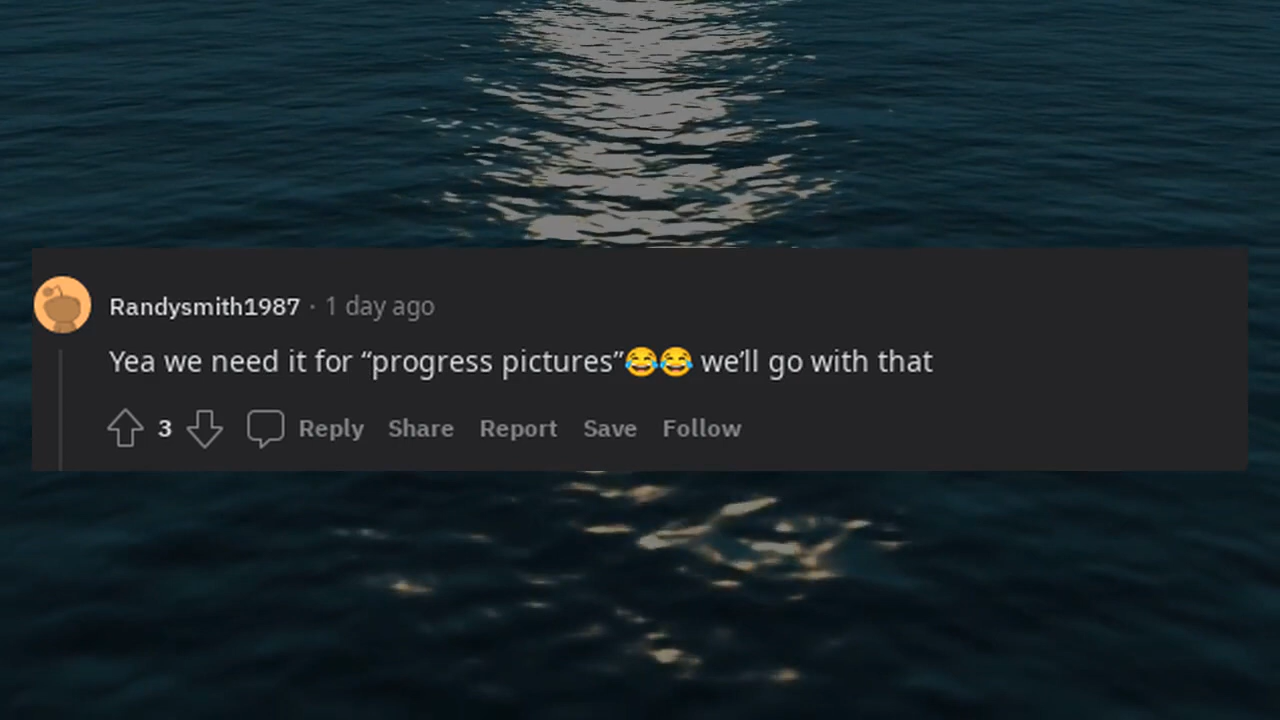 Randysmith1987 · 1 day ago
Yea we need it for “progress pictures”😂😂 we’ll go with that
3 Reply Share Report Save Follow